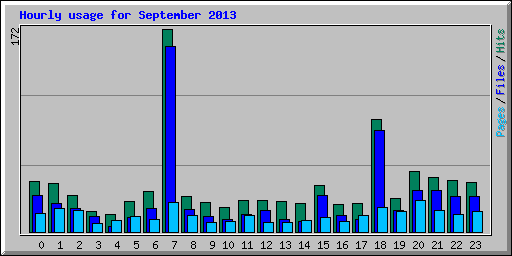 Hourly usage for September 2013
172
Pages/Files/Hits
0 1 2 3 4 5 6 7 8 9 10 11 12 13 14 15 16 17 18 19 20 21 22 23